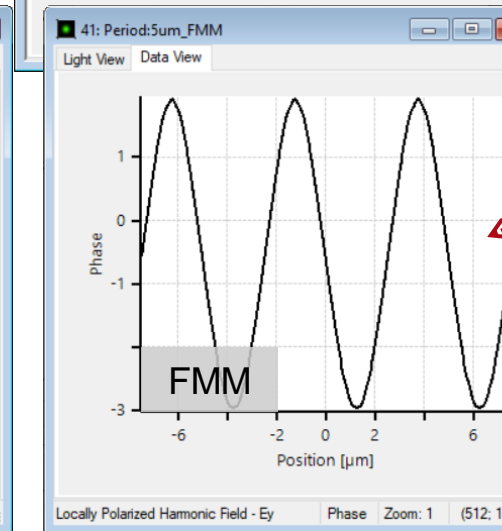 41: Period:5um_FMM
Light View Data View
1
0
-1
-3
Phase
FMM
-6 -2 0 2 6
Position [µm]
Locally Polarized Harmonic Field - Ey Phase Zoom: 1 (512; 1